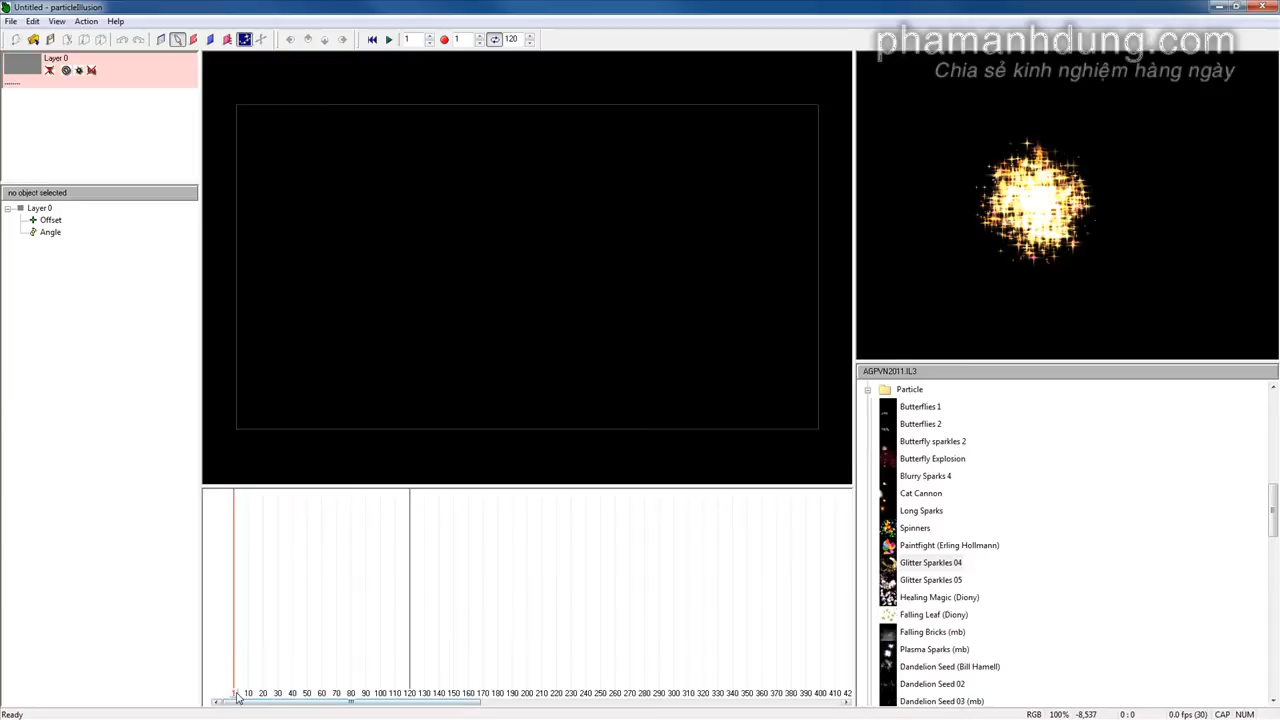 Untitled - particleIllusion
File Edit View Action Help
1 1 120
phamanhdung.com
Chia sẻ kinh nghiệm hàng ngày
Layer 0
no object selected
Layer 0
Offset
Angle
AGPVN2011.IL3
Particle
Butterflies 1
Butterflies 2
Butterfly sparkles 2
Butterfly Explosion
Blurry Sparks 4
Cat Cannon
Long Sparks
Spinners
Paintfight (Erling Hollmann)
Glitter Sparkles 04
Glitter Sparkles 05
Healing Magic (Diony)
Falling Leaf (Diony)
Falling Bricks (mb)
Plasma Sparks (mb)
Dandelion Seed (Bill Hamell)
Dandelion Seed 02
Dandelion Seed 03 (mb)
10 20 30 40 50 60 70 80 90 100 110 120 130 140 150 160 170 180 190 200 210 220 230 240 250 260 270 280 290 300 310 320 330 340 350 360 370 380 390 400 410 42
Ready RGB 100% -8,537 0 : 0 0.0 fps (30) CAP NUM